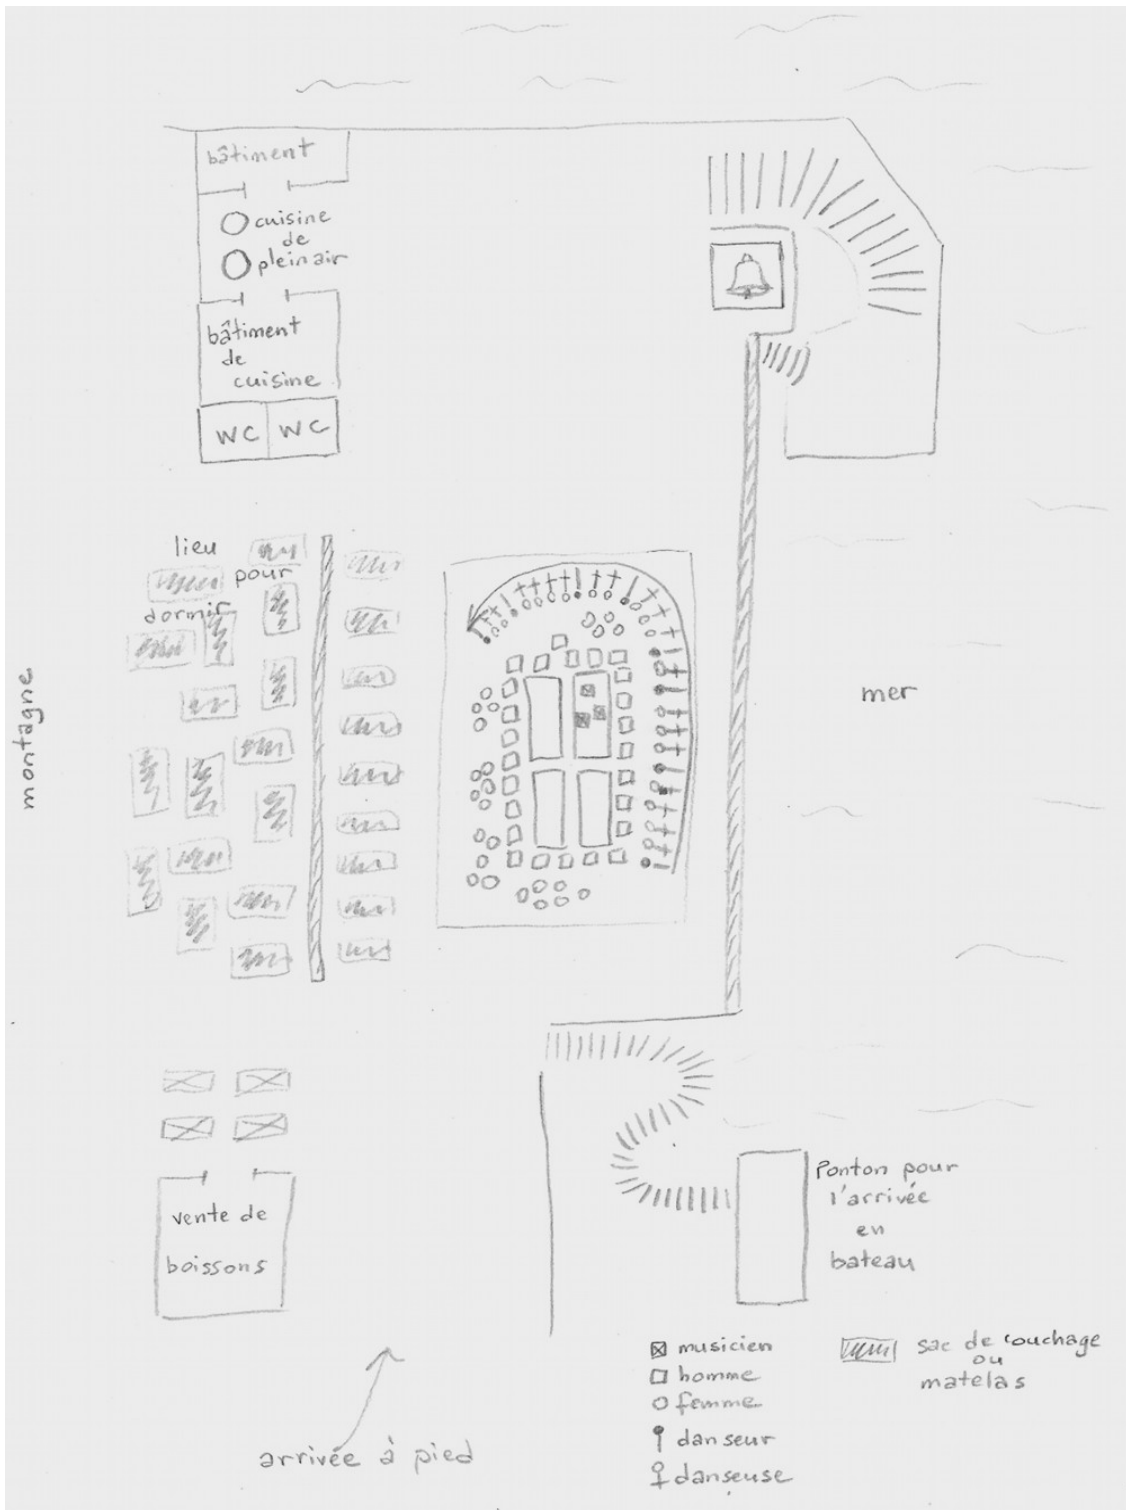 bâtiment
cuisine
de
plein air
bâtiment
de
cuisine
WC WC
lieu
pour
dormir
montagne
mer
vente de
boissons
Ponton pour
l'arrivée
en
bateau
arrivée à pied
musicien
homme
femme
danseur
danseuse
sac de couchage
ou
matelas